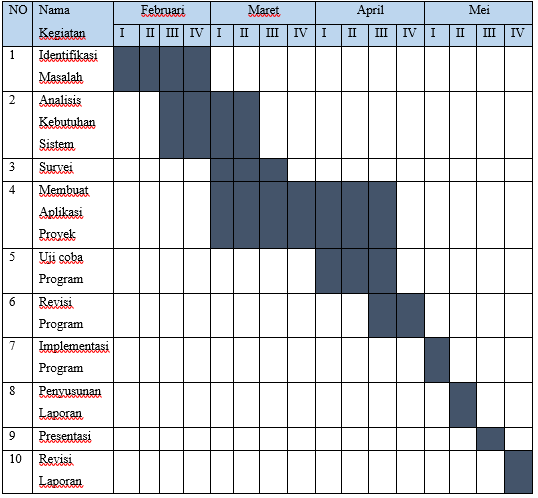 NO Nama Februari Maret April Mei
Kegiatan I II III IV I II III IV I II III IV I II III IV
1 Identifikasi
Masalah
2 Analisis
Kebutuhan
Sistem
3 Survei
4 Membuat
Aplikasi
Proyek
5 Uji coba
Program
6 Revisi
Program
7 Implementasi
Program
8 Penyusunan
Laporan
9 Presentasi
10 Revisi
Laporan